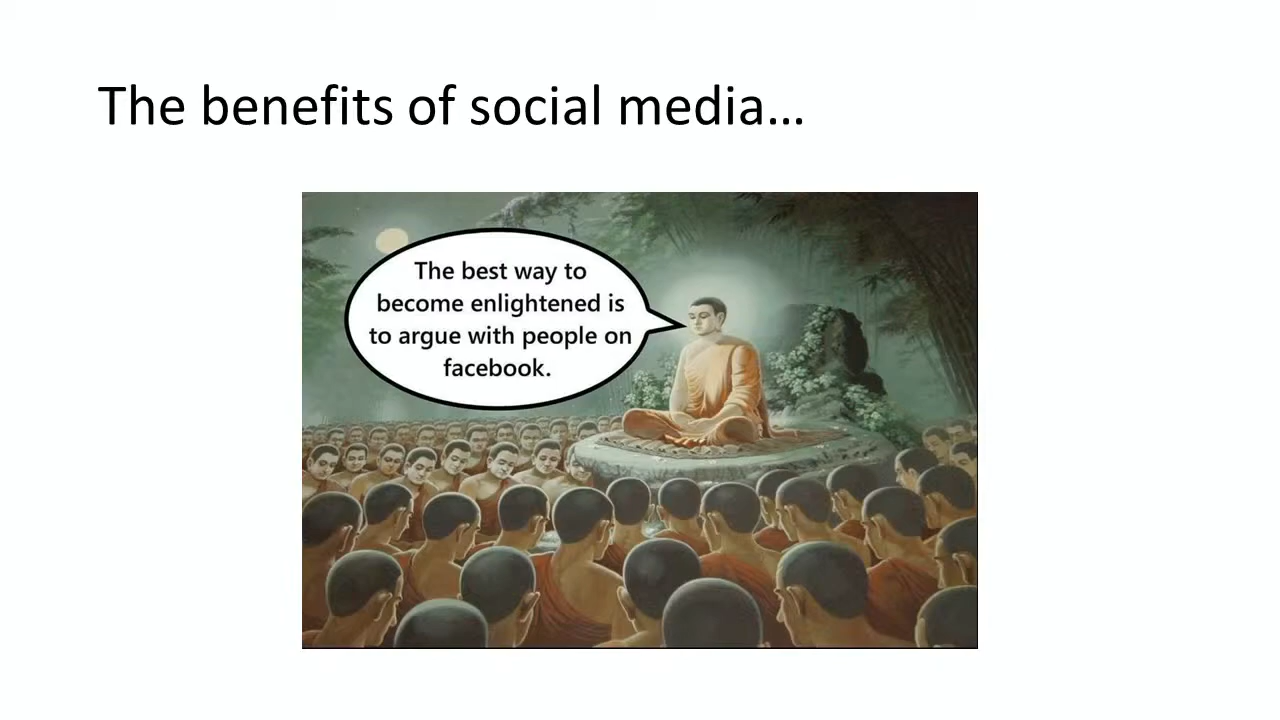 The benefits of social media...
The best way to
become enlightened is
to argue with people on
facebook.